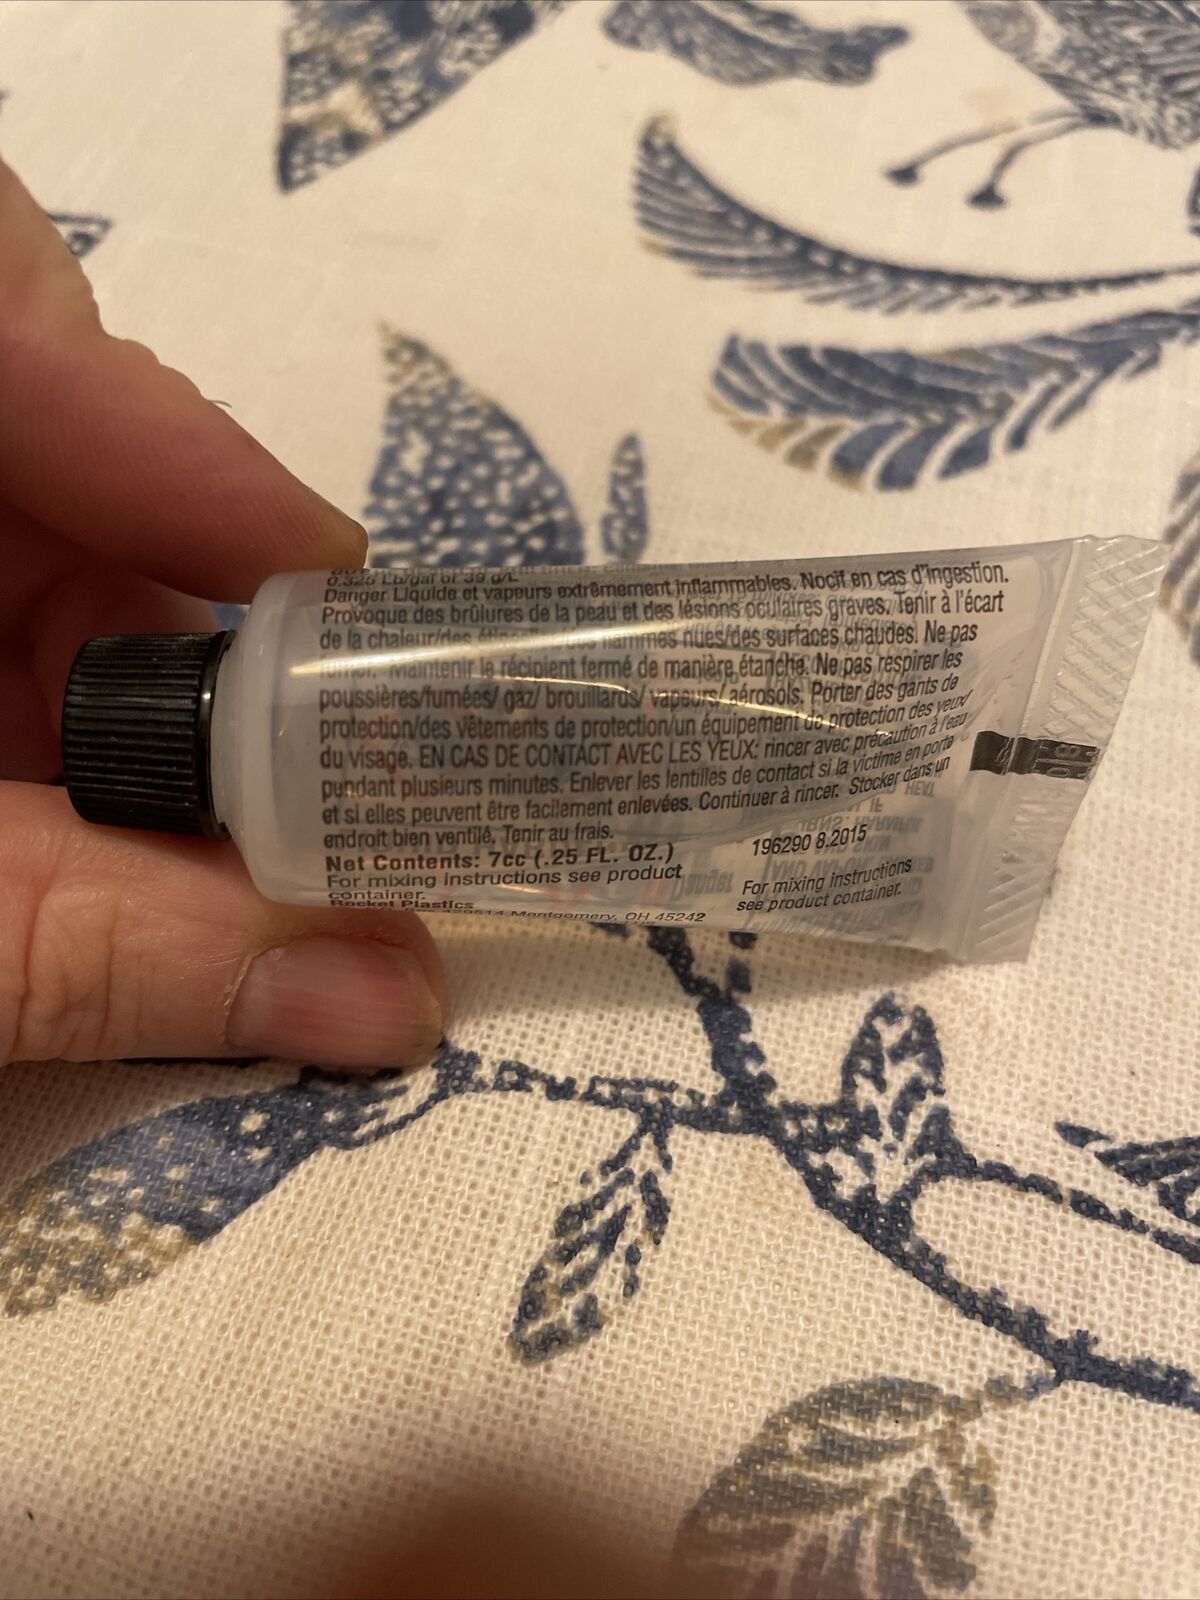 0.325 Lb/gal or 39 g/L
Danger Liquide et vapeurs extrêmement inflammables. Nocif en cas d'ingestion.
Provoque des brûlures de la peau et des lésions oculaires graves. Tenir à l'écart
de la chaleur/des flammes nues/des surfaces chaudes. Ne pas
fumer. Maintenir le récipient fermé de manière étanche. Ne pas respirer les
poussières/fumées/ gaz/ brouillards/ vapeurs/ aérosols. Porter des gants de
protection/des vêtements de protection/un équipement de protection des yeux/
du visage. EN CAS DE CONTACT AVEC LES YEUX: rincer avec précaution à l'eau
pundant plusieurs minutes. Enlever les lentilles de contact si la victime en porte
et si elles peuvent être facilement enlevées. Continuer à rincer. Stocker dans un
endroit bien ventilé. Tenir au frais.
Net Contents: 7cc (.25 FL. OZ.)
For mixing instructions see product
container.
Rocket Plastics
Montgomery, OH 45242
196290 8.2015
For mixing instructions
see product container.